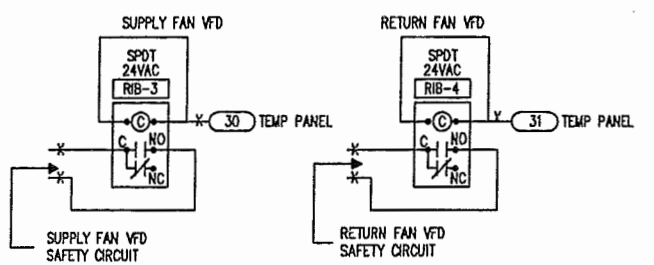 SUPPLY FAN VFD
SPDT
24VAC
RIB-3
C
30 TEMP PANEL
C NO
NC
SUPPLY FAN VFD
SAFETY CIRCUIT
RETURN FAN VFD
SPDT
24VAC
RIB-4
C
31 TEMP PANEL
C NO
NC
RETURN FAN VFD
SAFETY CIRCUIT